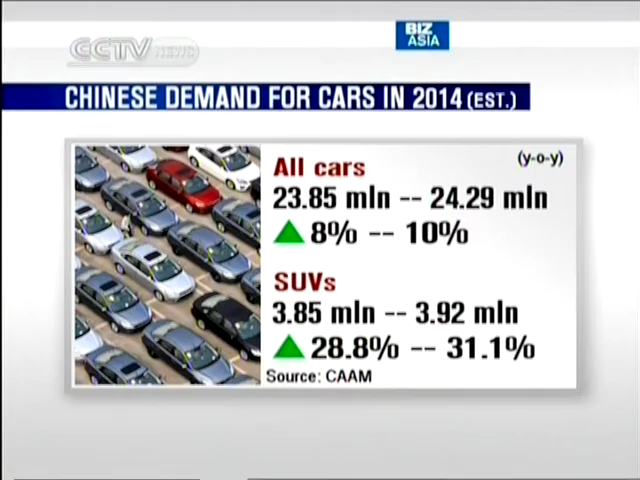 CCTV NEWS
BIZ
ASIA
CHINESE DEMAND FOR CARS IN 2014 (EST.)
(y-o-y)
All cars
23.85 mln -- 24.29 mln
8% -- 10%
SUVs
3.85 mln -- 3.92 mln
28.8% -- 31.1%
Source: CAAM